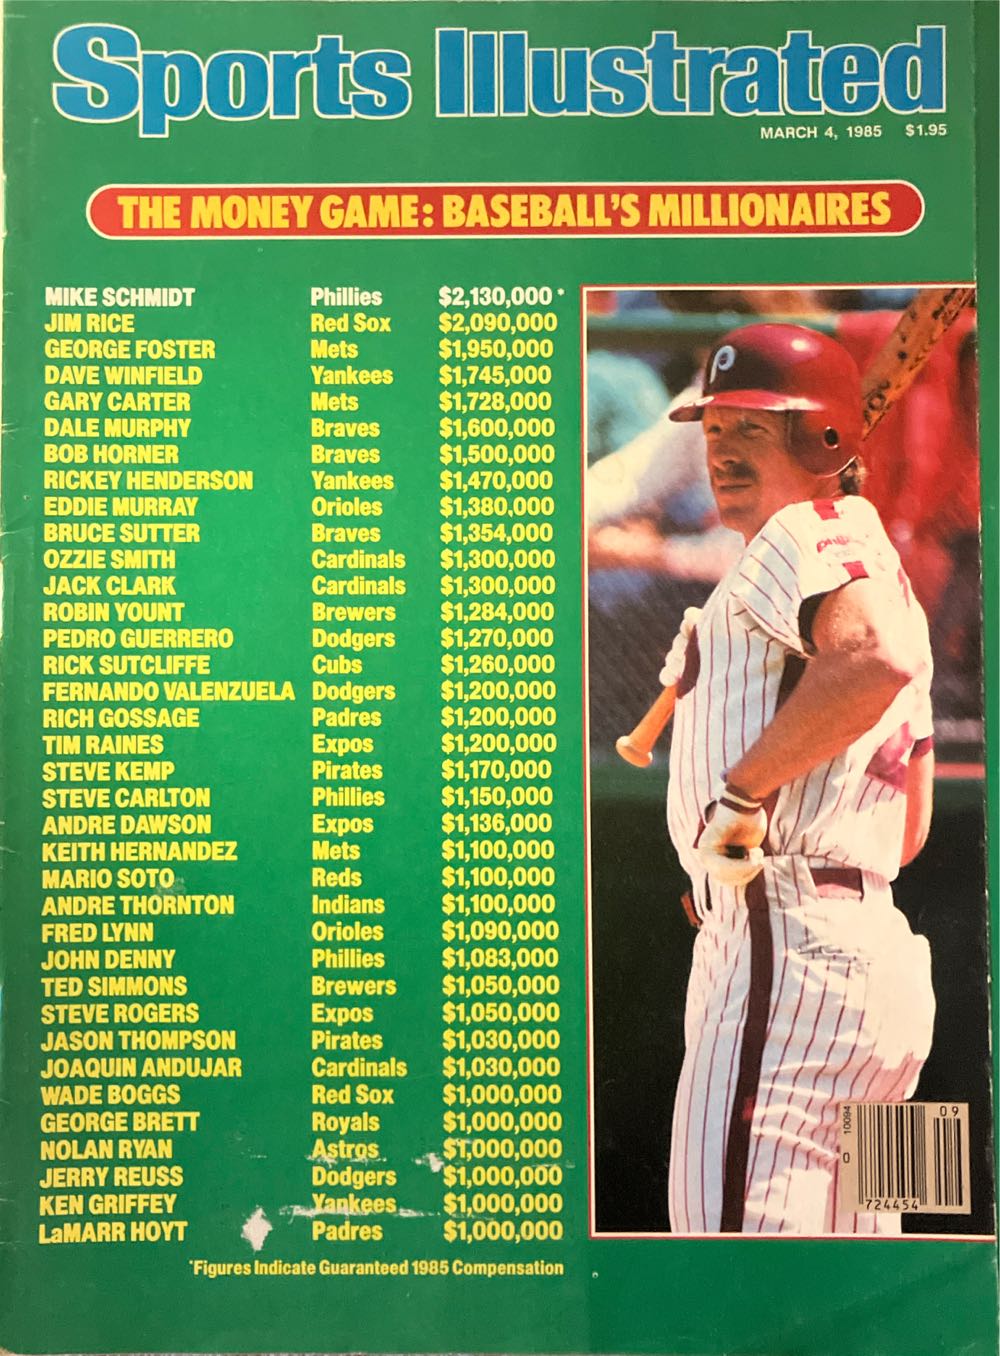 Sports Illustrated
MARCH 4, 1985 $1.95
THE MONEY GAME: BASEBALL'S MILLIONAIRES
MIKE SCHMIDT Phillies $2,130,000*
JIM RICE Red Sox $2,090,000
GEORGE FOSTER Mets $1,950,000
DAVE WINFIELD Yankees $1,745,000
GARY CARTER Mets $1,728,000
DALE MURPHY Braves $1,600,000
BOB HORNER Braves $1,500,000
RICKEY HENDERSON Yankees $1,470,000
EDDIE MURRAY Orioles $1,380,000
BRUCE SUTTER Braves $1,354,000
OZZIE SMITH Cardinals $1,300,000
JACK CLARK Cardinals $1,300,000
ROBIN YOUNT Brewers $1,284,000
PEDRO GUERRERO Dodgers $1,270,000
RICK SUTCLIFFE Cubs $1,260,000
FERNANDO VALENZUELA Dodgers $1,200,000
RICH GOSSAGE Padres $1,200,000
TIM RAINES Expos $1,200,000
STEVE KEMP Pirates $1,170,000
STEVE CARLTON Phillies $1,150,000
ANDRE DAWSON Expos $1,136,000
KEITH HERNANDEZ Mets $1,100,000
MARIO SOTO Reds $1,100,000
ANDRE THORNTON Indians $1,100,000
FRED LYNN Orioles $1,090,000
JOHN DENNY Phillies $1,083,000
TED SIMMONS Brewers $1,050,000
STEVE ROGERS Expos $1,050,000
JASON THOMPSON Pirates $1,030,000
JOAQUIN ANDUJAR Cardinals $1,030,000
WADE BOGGS Red Sox $1,000,000
GEORGE BRETT Royals $1,000,000
NOLAN RYAN Astros $1,000,000
JERRY REUSS Dodgers $1,000,000
KEN GRIFFEY Yankees $1,000,000
LaMARR HOYT Padres $1,000,000
*Figures Indicate Guaranteed 1985 Compensation
P
09
10094
0
724454